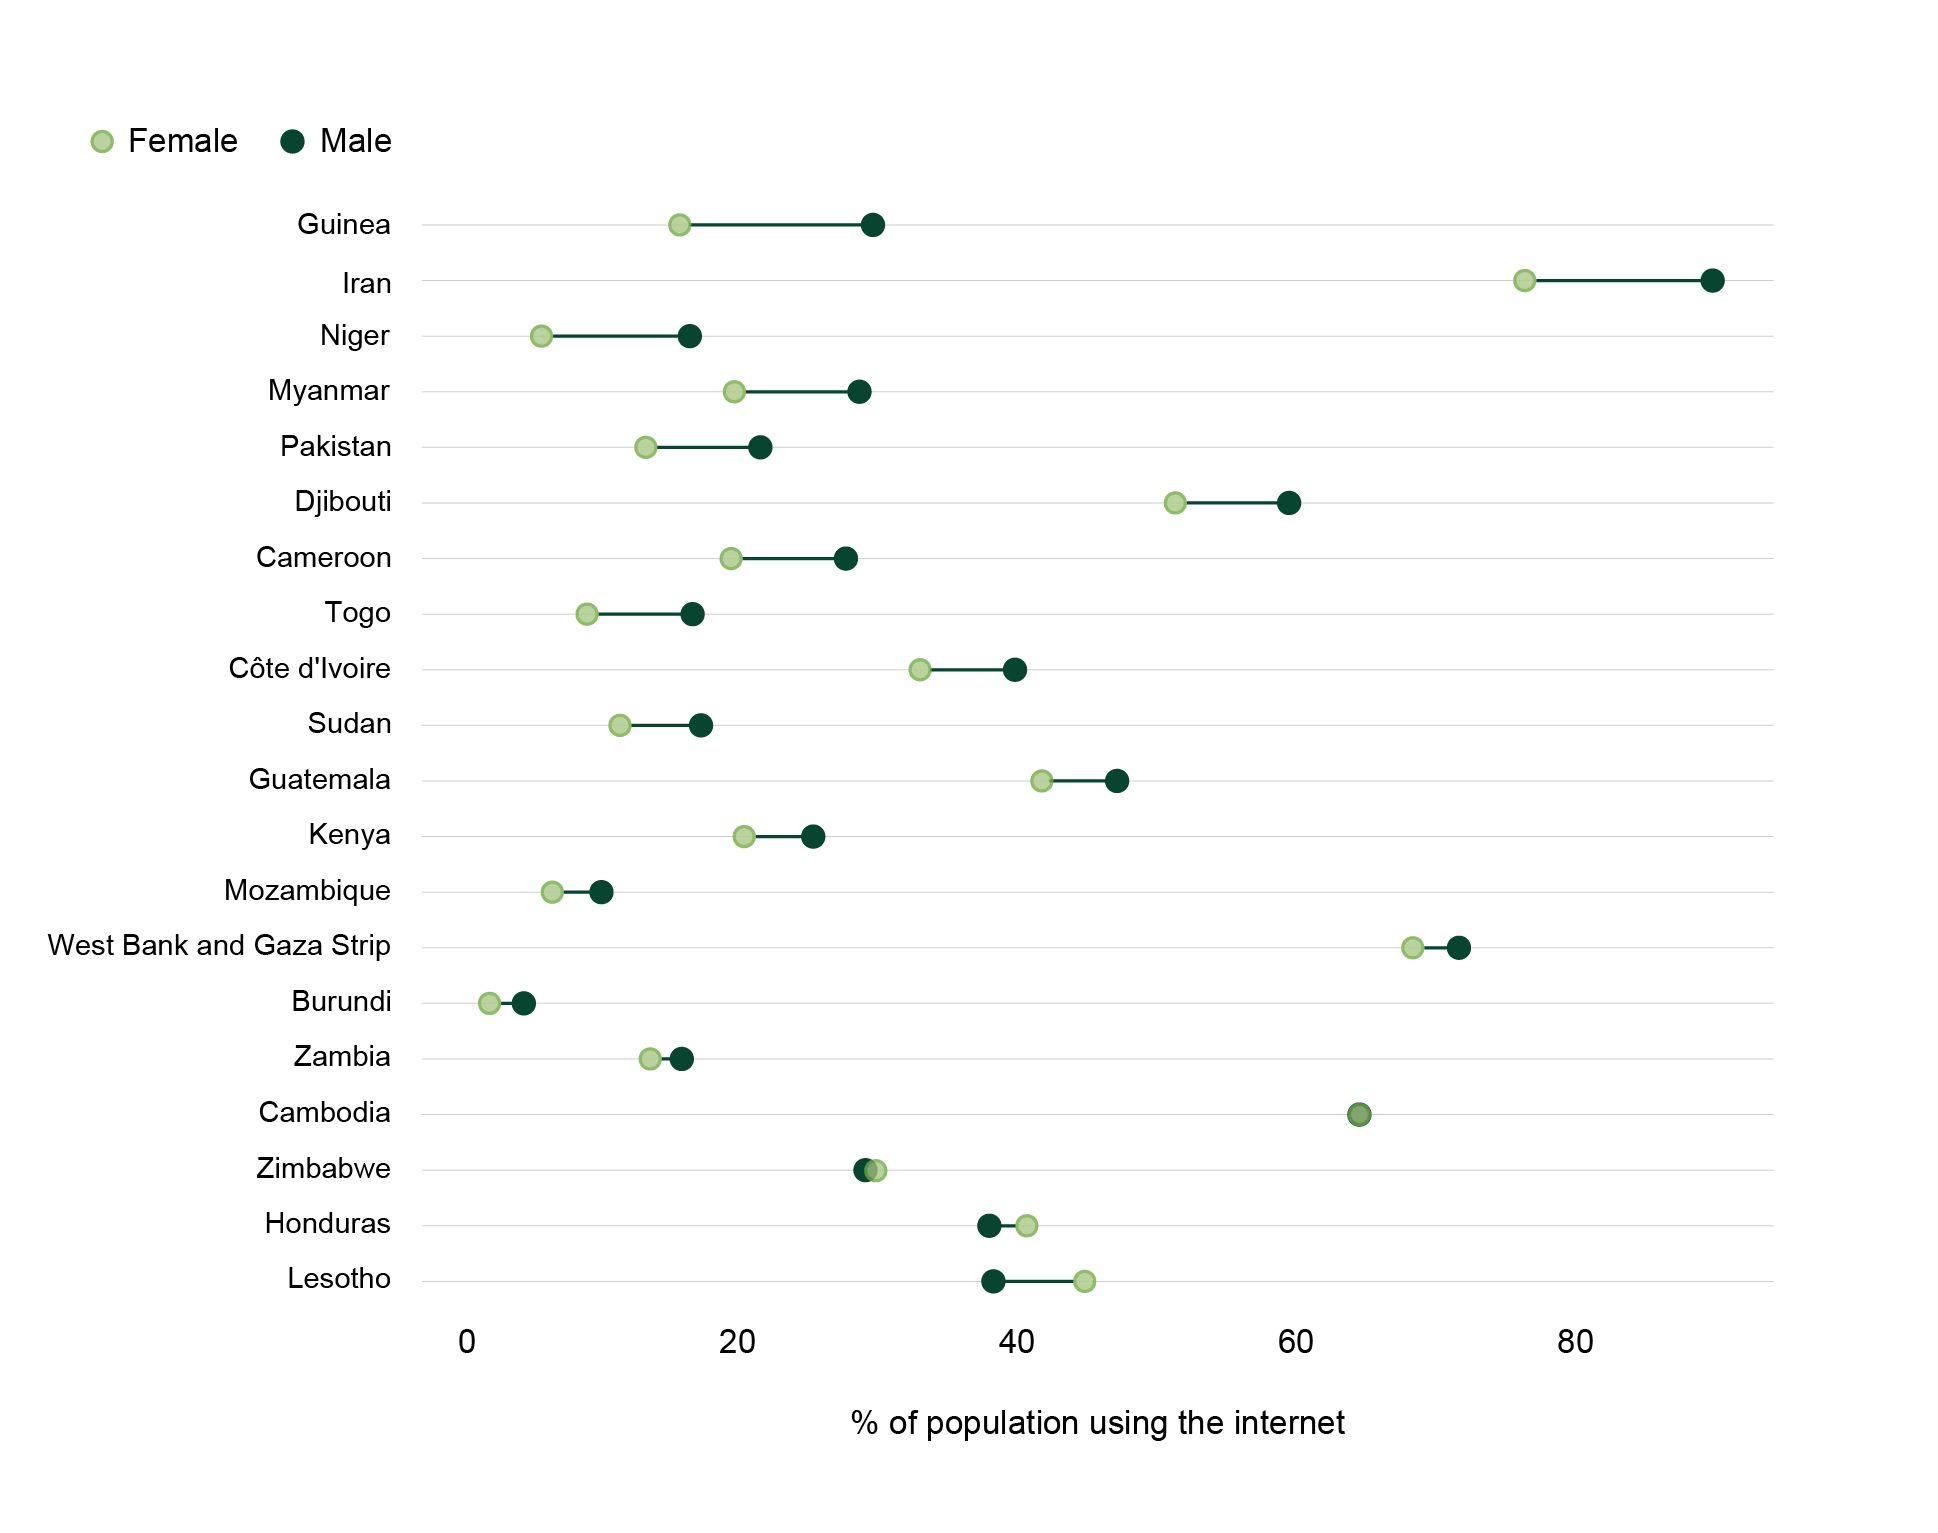 Female Male
Guinea
Iran
Niger
Myanmar
Pakistan
Djibouti
Cameroon
Togo
Côte d'Ivoire
Sudan
Guatemala
Kenya
Mozambique
West Bank and Gaza Strip
Burundi
Zambia
Cambodia
Zimbabwe
Honduras
Lesotho
0 20 40 60 80
% of population using the internet